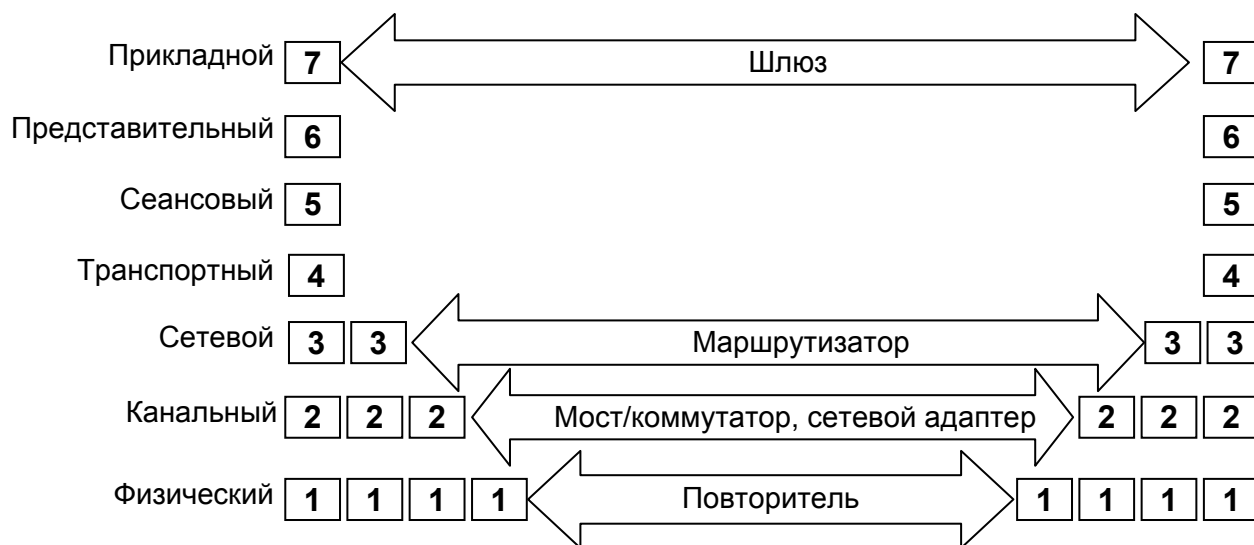 Прикладной 7 Шлюз 7
Представительный 6 6
Сеансовый 5 5
Транспортный 4 4
Сетевой 3 3 Маршрутизатор 3 3
Канальный 2 2 2 Мост/коммутатор, сетевой адаптер 2 2 2
Физический 1 1 1 1 Повторитель 1 1 1 1